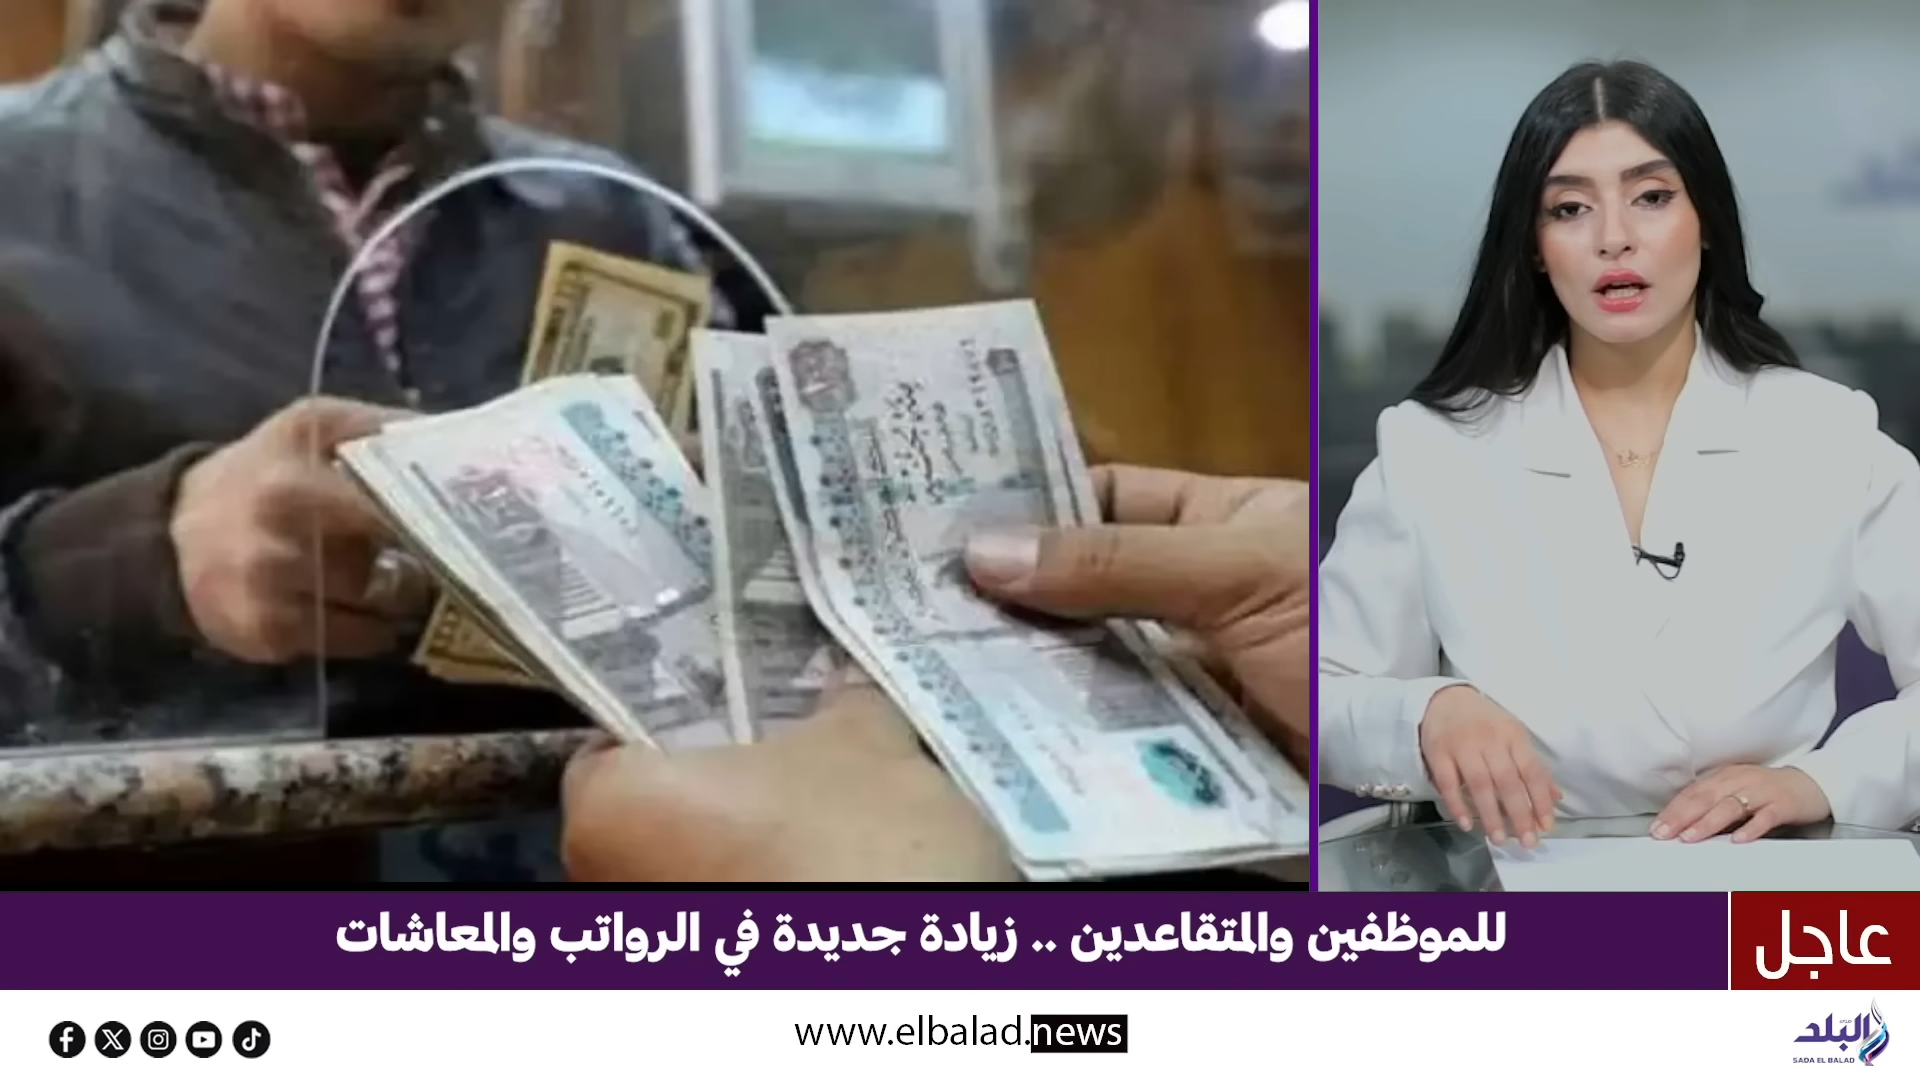 للموظفين والمتقاعدين .. زيادة جديدة في الرواتب والمعاشات
عاجل
www.elbalad.news
البلد
SADA EL BALAD